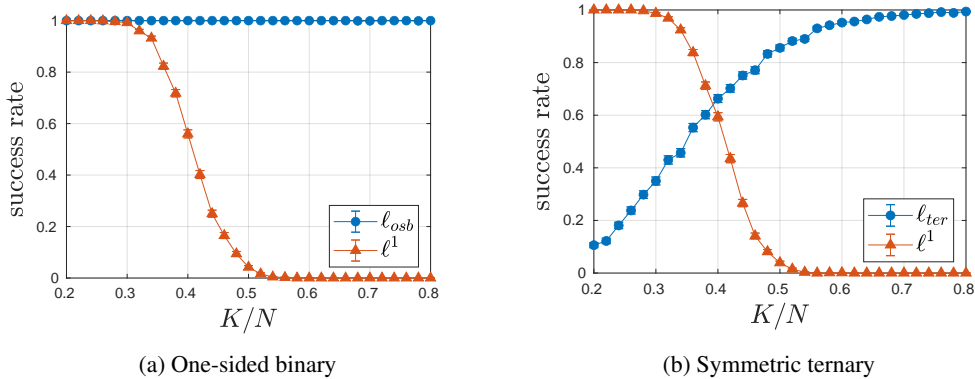 1
0.8
0.6
0.4
0.2
0
success rate
ℓ_osb
ℓ^1
0.2 0.3 0.4 0.5 0.6 0.7 0.8
K/N
(a) One-sided binary
1
0.8
0.6
0.4
0.2
0
success rate
ℓ_ter
ℓ^1
0.2 0.3 0.4 0.5 0.6 0.7 0.8
K/N
(b) Symmetric ternary